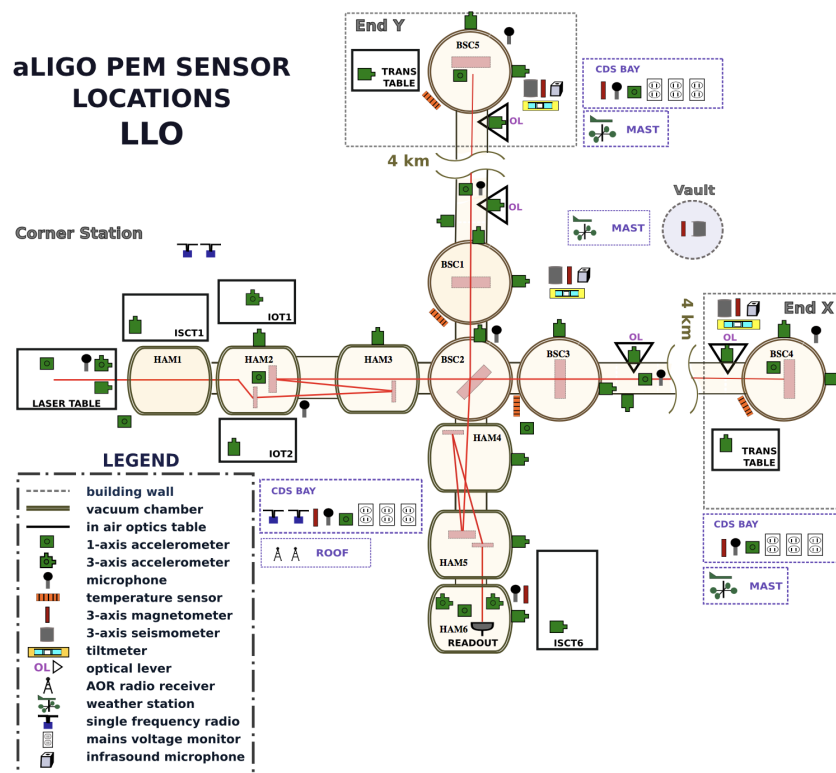 aLIGO PEM SENSOR
LOCATIONS
LLO
End Y
BSC5
TRANS
TABLE
OL
CDS BAY
MAST
4 km
OL
Vault
MAST
Corner Station
BSC1
IOT1
ISCT1
4 km
End X
OL
OL
HAM1
HAM2
HAM3
BSC2
BSC3
BSC4
LASER TABLE
IOT2
HAM4
TRANS
TABLE
LEGEND
building wall
vacuum chamber
in air optics table
1-axis accelerometer
3-axis accelerometer
microphone
temperature sensor
3-axis magnetometer
3-axis seismometer
tiltmeter
OL optical lever
AOR radio receiver
weather station
single frequency radio
mains voltage monitor
infrasound microphone
CDS BAY
ROOF
HAM5
HAM6
READOUT
ISCT6
CDS BAY
MAST